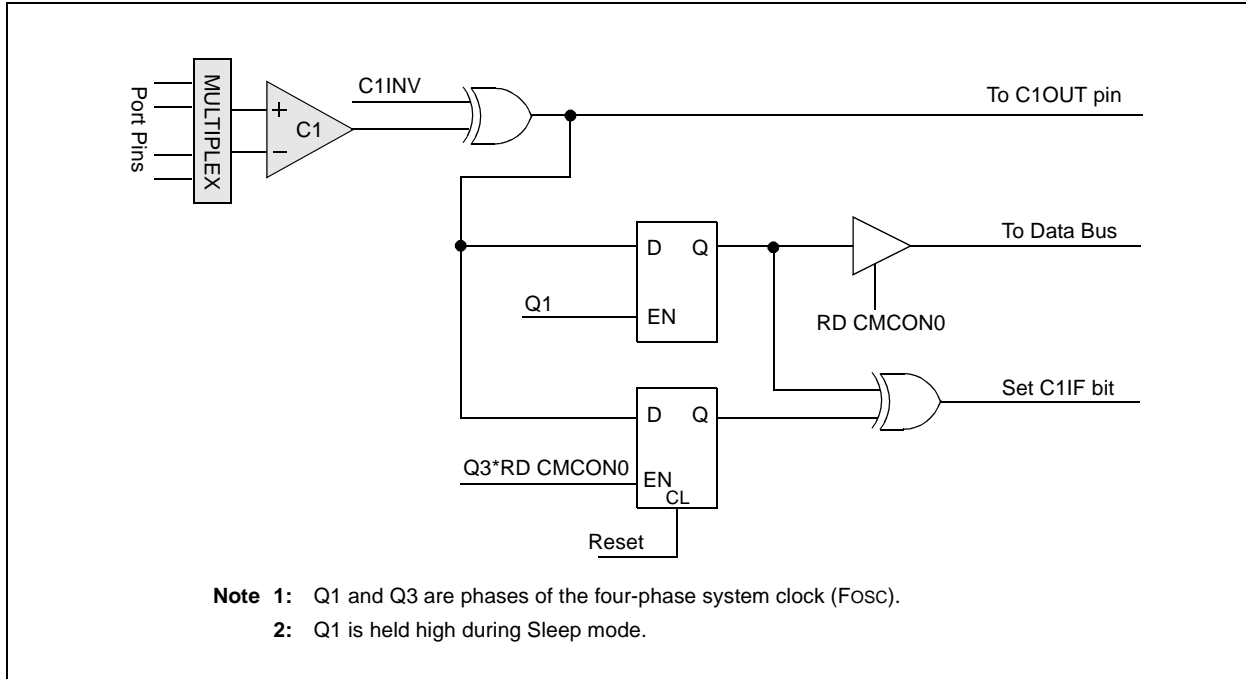 C1INV
To C1OUT pin
MULTIPLEX
Port Pins
+
C1
−
D Q
To Data Bus
Q1
EN
RD CMCON0
Set C1IF bit
D Q
Q3*RD CMCON0
EN
CL
Reset
Note 1: Q1 and Q3 are phases of the four-phase system clock (FOSC).
2: Q1 is held high during Sleep mode.